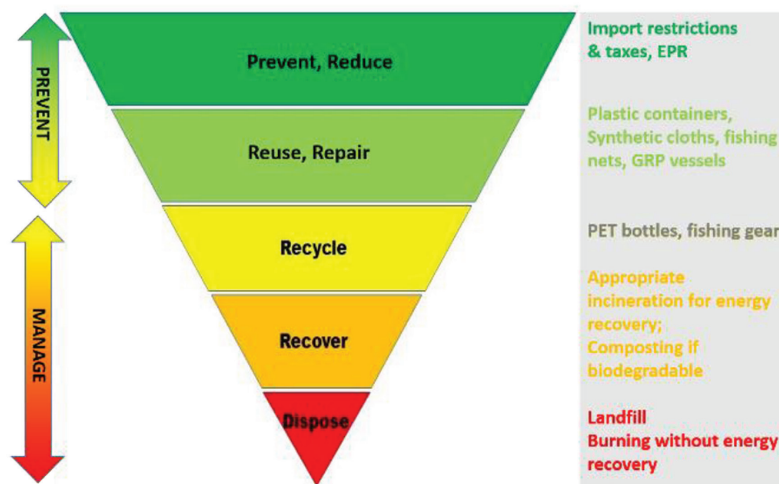 PREVENT
MANAGE
Prevent, Reduce
Reuse, Repair
Recycle
Recover
Dispose
Import restrictions
& taxes, EPR
Plastic containers,
Synthetic cloths, fishing
nets, GRP vessels
PET bottles, fishing gear
Appropriate
incineration for energy
recovery;
Composting if
biodegradable
Landfill
Burning without energy
recovery